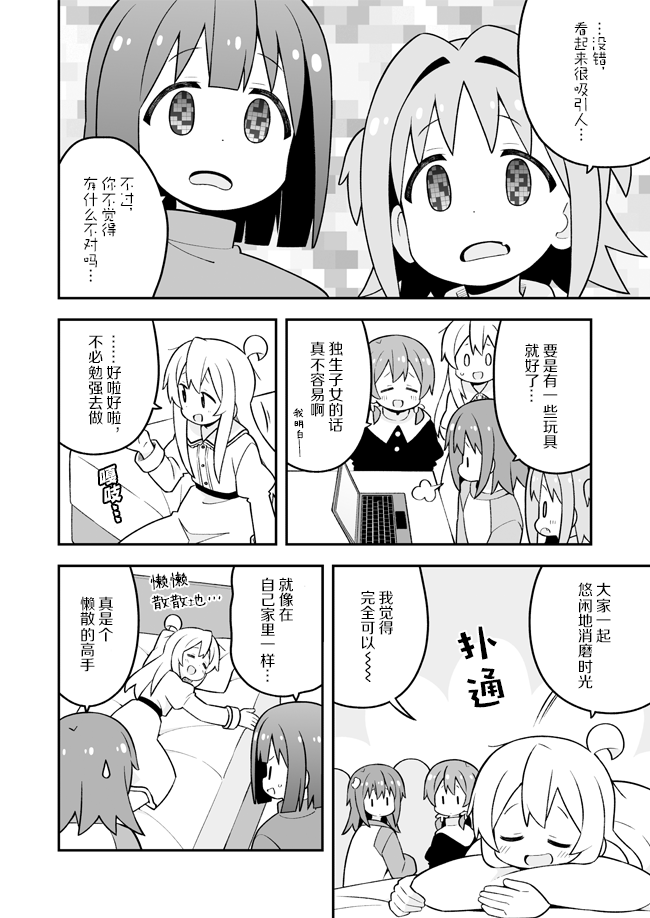 …没错，
看起来很吸引人…
不过，
你不觉得
有什么不对吗…
要是有一些玩具
就好了…
独生子女的话
真不容易啊
我明白——
……好啦好啦，
不必勉强去做
嘎吱…
大家一起
悠闲地消磨时光
扑通
我觉得
完全可以～～
就像在
自己家里一样…
懒懒
散散地…
真是个
懒散的高手